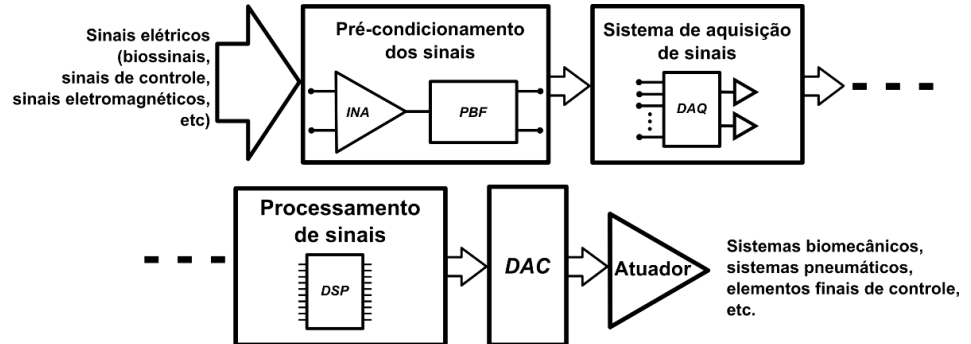 Sinais elétricos
(biossinais,
sinais de controle,
sinais eletromagnéticos,
etc)
Pré-condicionamento
dos sinais
INA
PBF
Sistema de aquisição
de sinais
DAQ
Processamento
de sinais
DSP
DAC
Atuador
Sistemas biomecânicos,
sistemas pneumáticos,
elementos finais de controle,
etc.